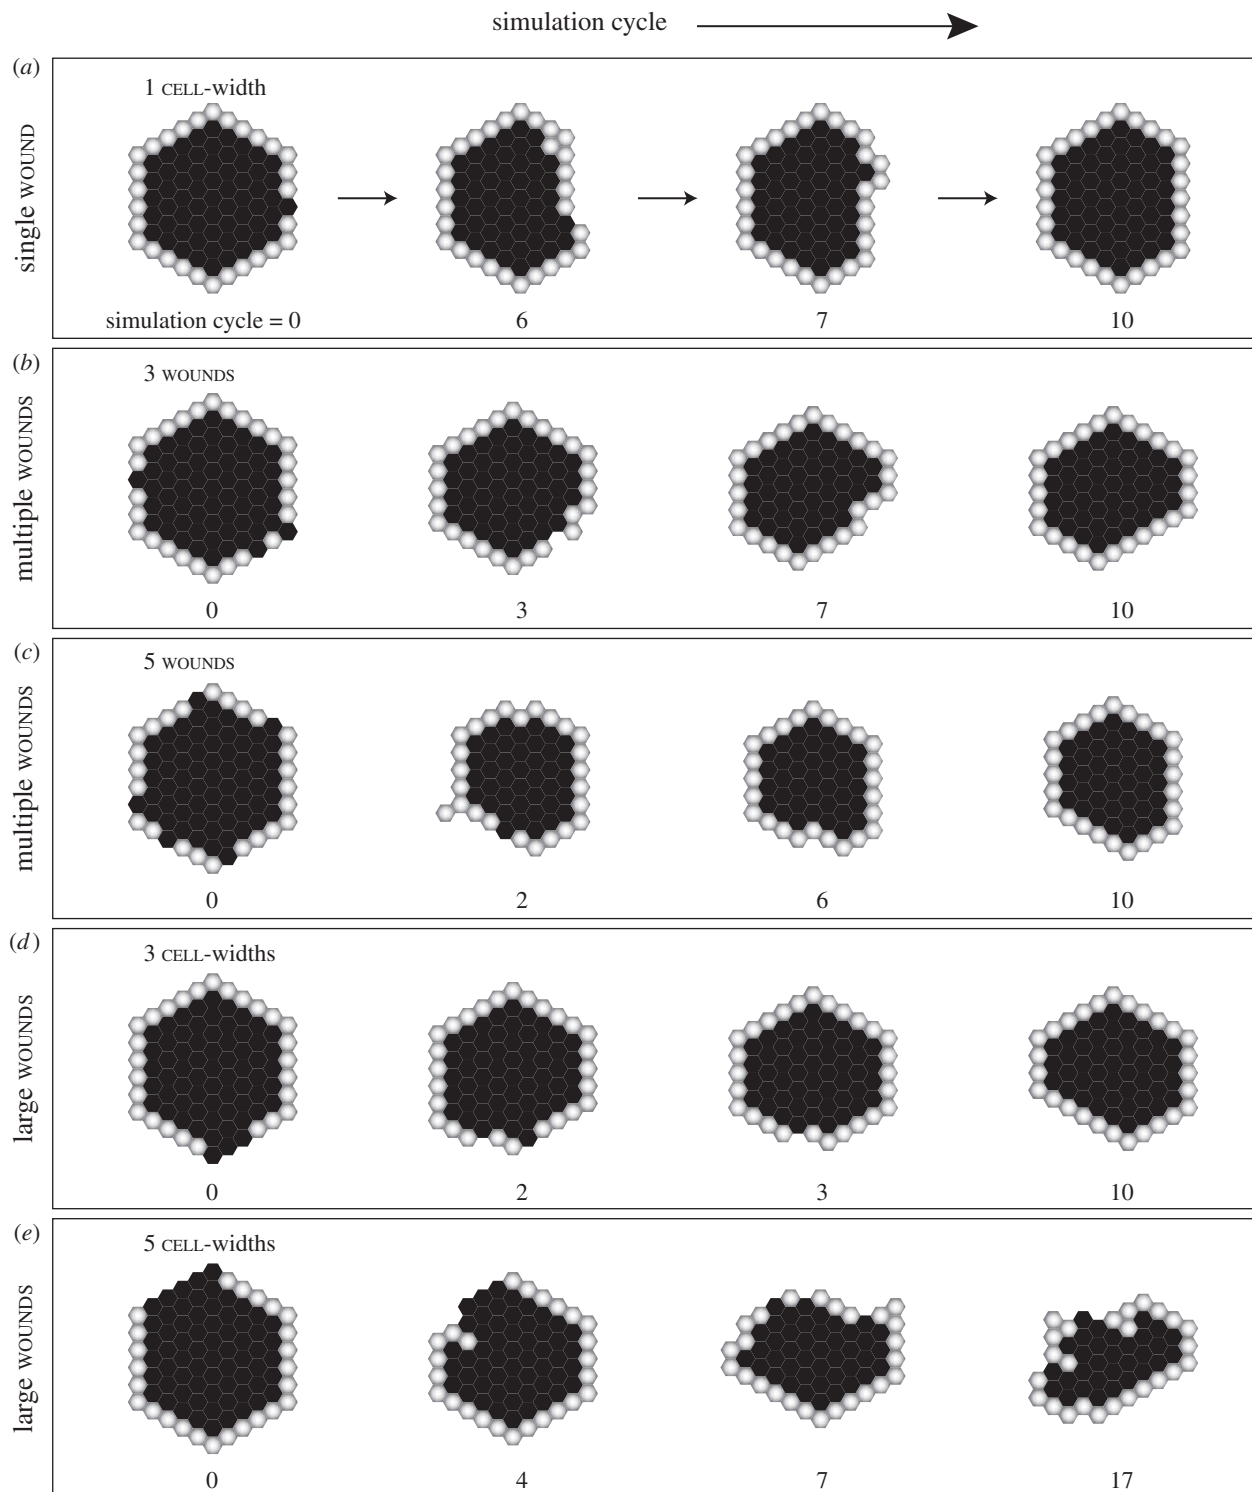 simulation cycle
(a)
single WOUND
1 CELL-width
simulation cycle = 0
6
7
10
(b)
multiple WOUNDS
3 WOUNDS
0
3
7
10
(c)
multiple WOUNDS
5 WOUNDS
0
2
6
10
(d)
large WOUNDS
3 CELL-widths
0
2
3
10
(e)
large WOUNDS
5 CELL-widths
0
4
7
17